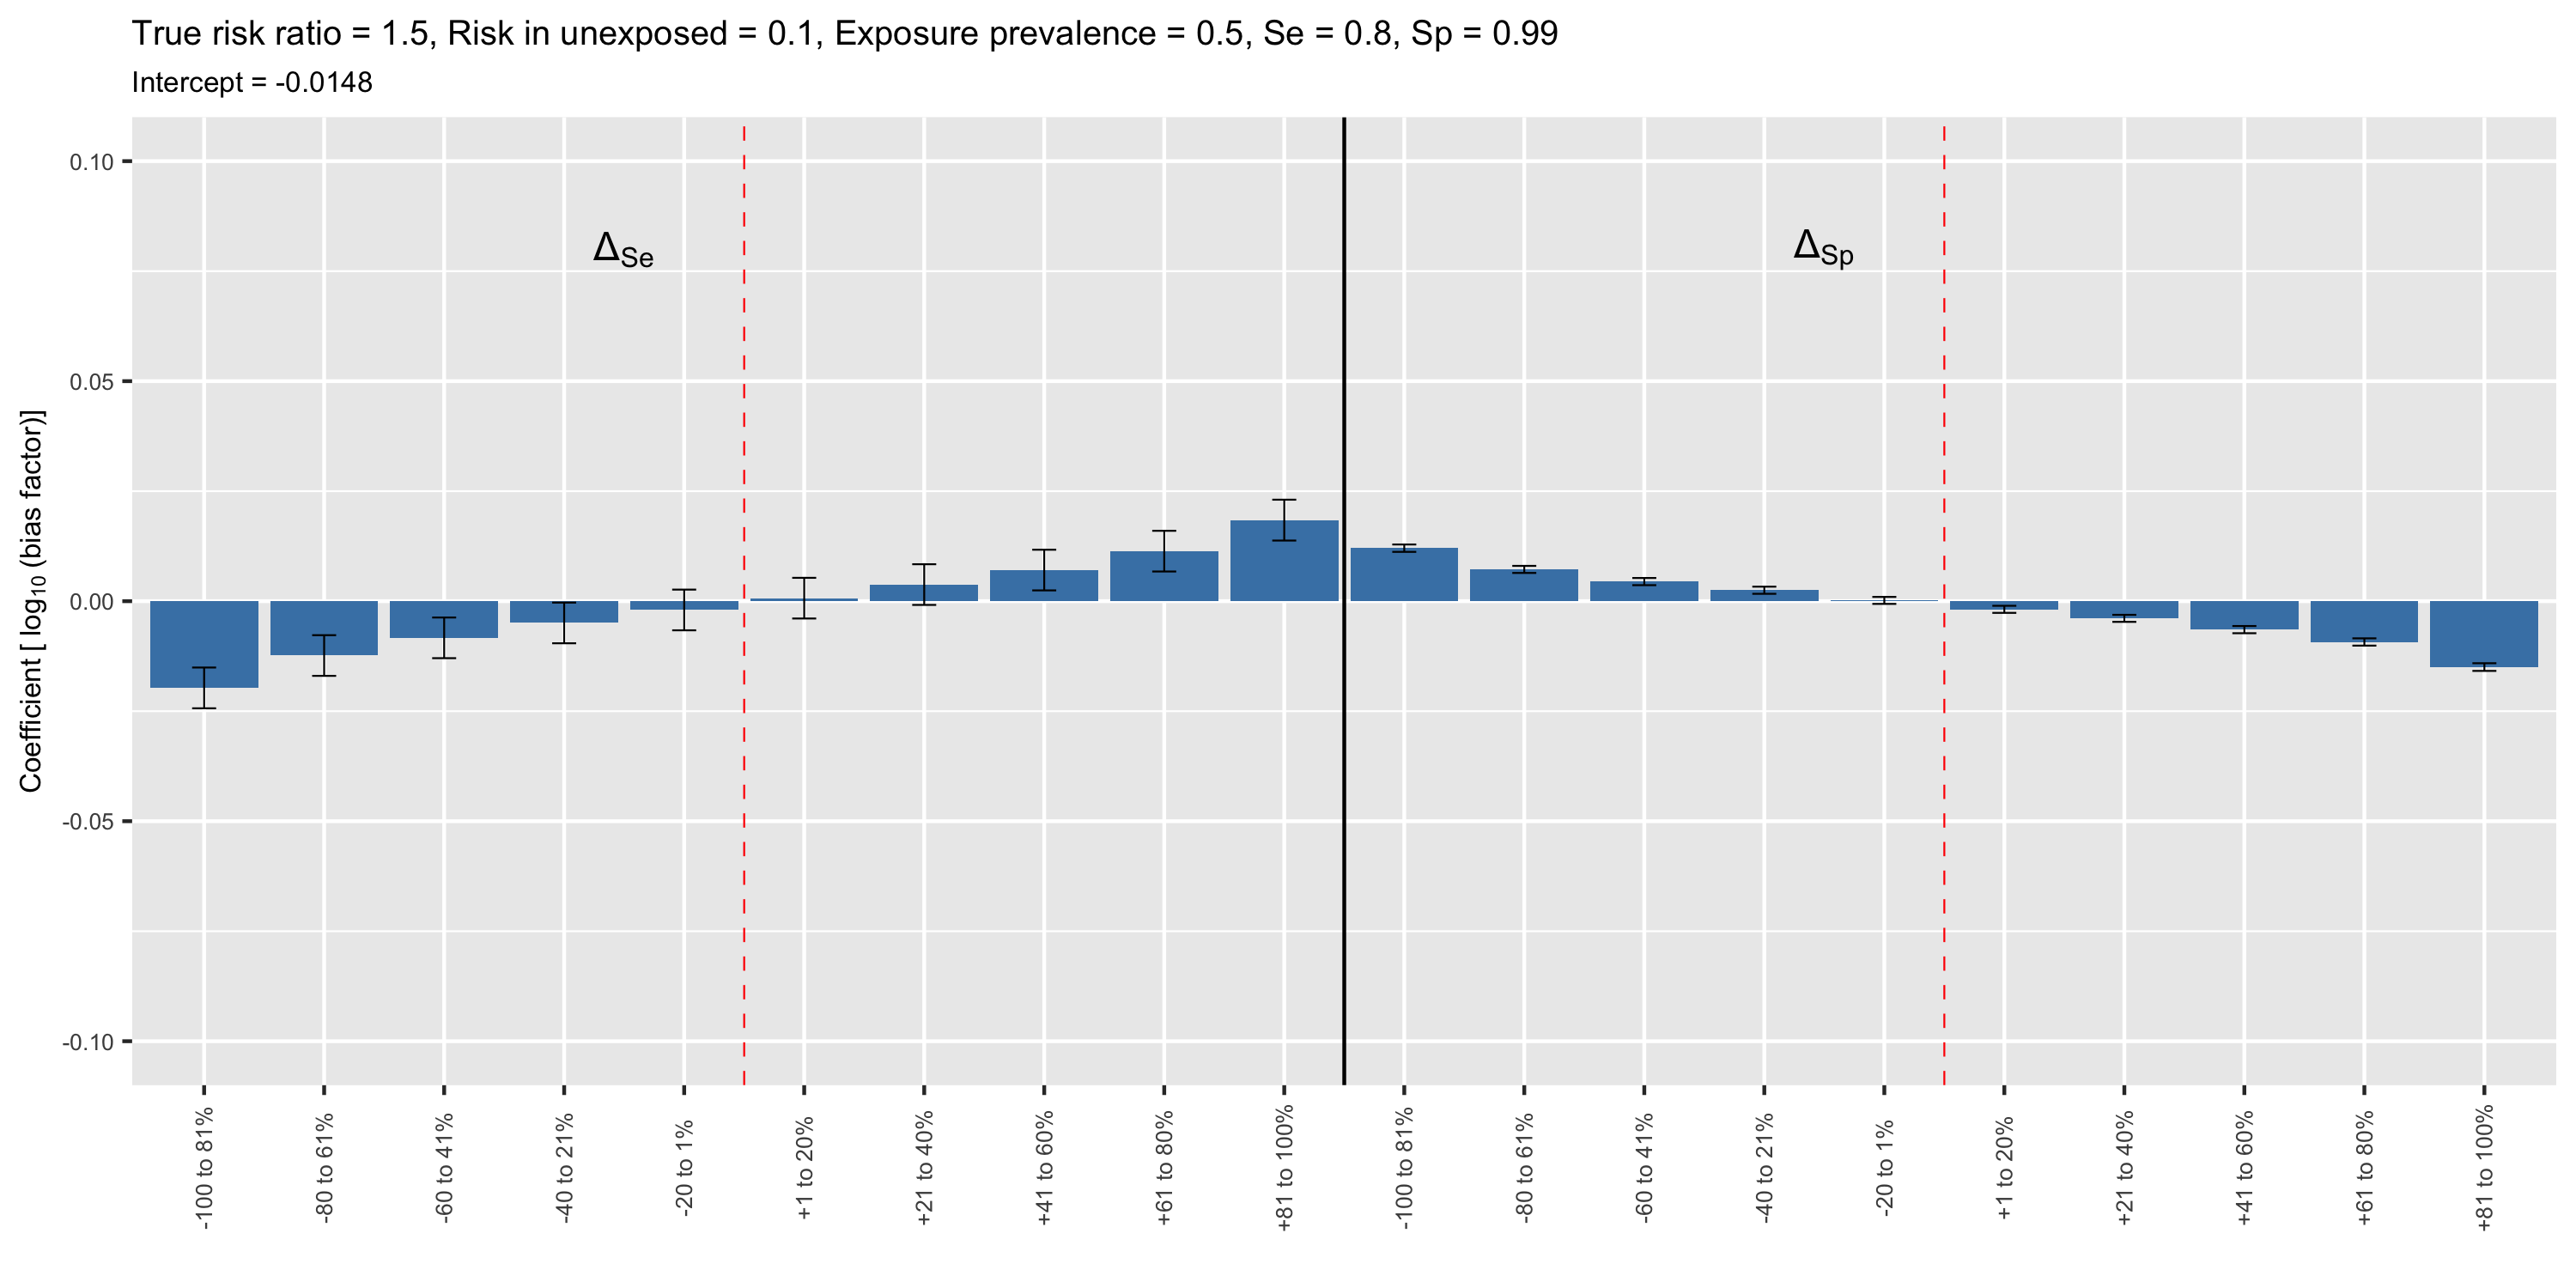 True risk ratio = 1.5, Risk in unexposed = 0.1, Exposure prevalence = 0.5, Se = 0.8, Sp = 0.99
Intercept = -0.0148
Coefficient [ log10 (bias factor)]
0.10
0.05
0.00
-0.05
-0.10
ΔSe
ΔSp
-100 to 81%
-80 to 61%
-60 to 41%
-40 to 21%
-20 to 1%
+1 to 20%
+21 to 40%
+41 to 60%
+61 to 80%
+81 to 100%
-100 to 81%
-80 to 61%
-60 to 41%
-40 to 21%
-20 to 1%
+1 to 20%
+21 to 40%
+41 to 60%
+61 to 80%
+81 to 100%